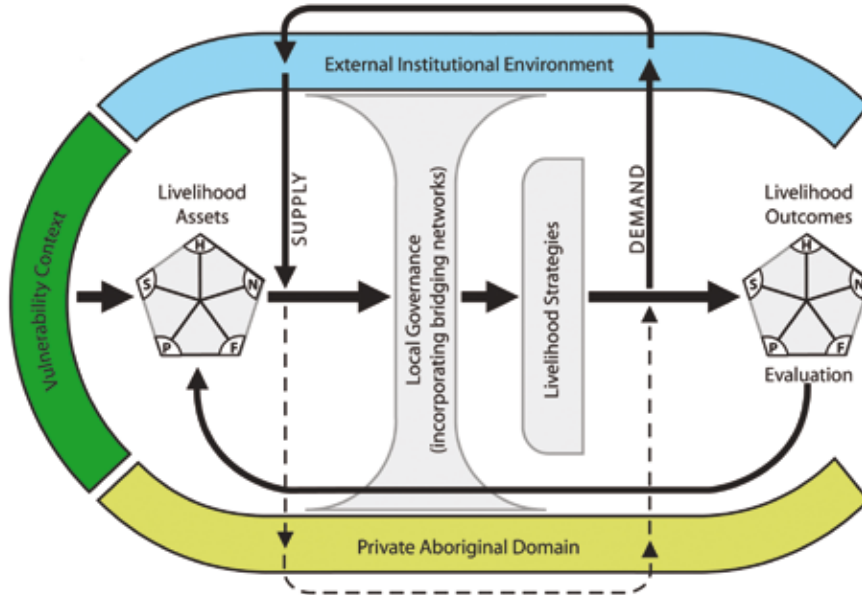 External Institutional Environment
Vulnerability Context
Livelihood
Assets
H
S
N
P
F
SUPPLY
Local Governance
(incorporating bridging networks)
Livelihood Strategies
DEMAND
Livelihood
Outcomes
H
S
N
P
F
Evaluation
Private Aboriginal Domain